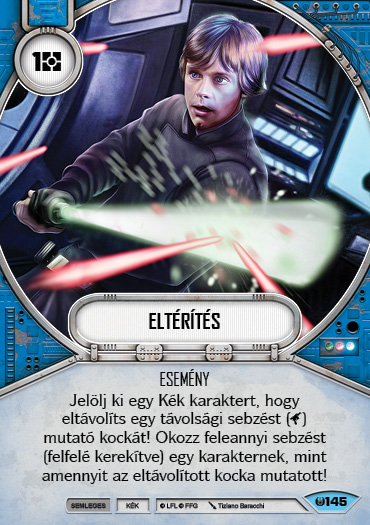 1
ELTÉRÍTÉS
ESEMÉNY
Jelölj ki egy Kék karaktert, hogy
eltávolíts egy távolsági sebzést ( )
mutató kockát! Okozz feleannyi sebzést
(felfelé kerekítve) egy karakternek, mint
amennyit az eltávolított kocka mutatott!
SEMLEGES KÉK © LFL © FFG Tiziano Baracchi 145